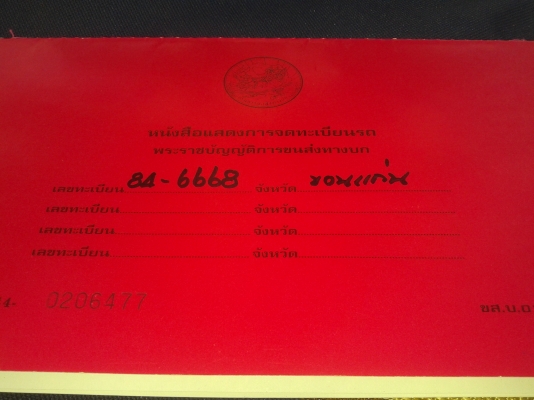 หนังสือแสดงการจดทะเบียนรถ
พระราชบัญญัติการขนส่งทางบก
เลขทะเบียน 84-6668 จังหวัด ขอนแก่น
เลขทะเบียน จังหวัด
เลขทะเบียน จังหวัด
เลขทะเบียน จังหวัด
4- 0206477 ขส.บ.0